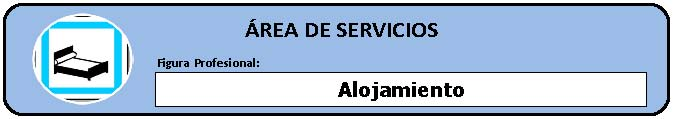 ÁREA DE SERVICIOS
Figura Profesional:
Alojamiento